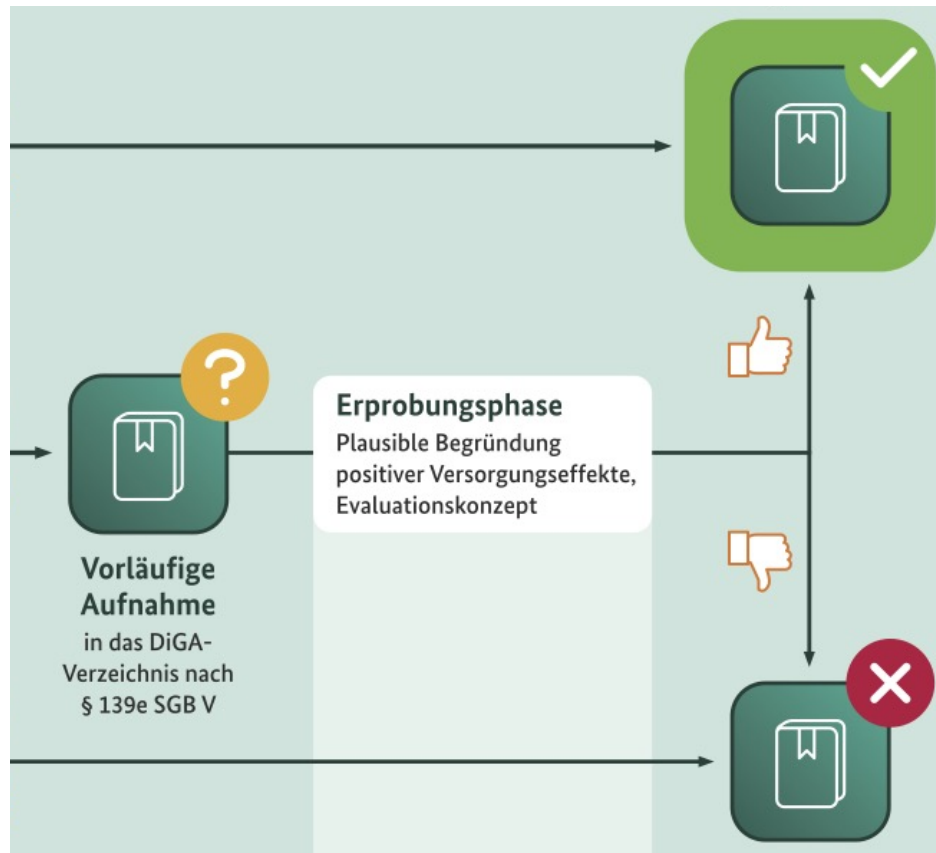 ?
Erprobungsphase
Plausible Begründung
positiver Versorgungseffekte,
Evaluationskonzept
Vorläufige
Aufnahme
in das DiGA-
Verzeichnis nach
§ 139e SGB V